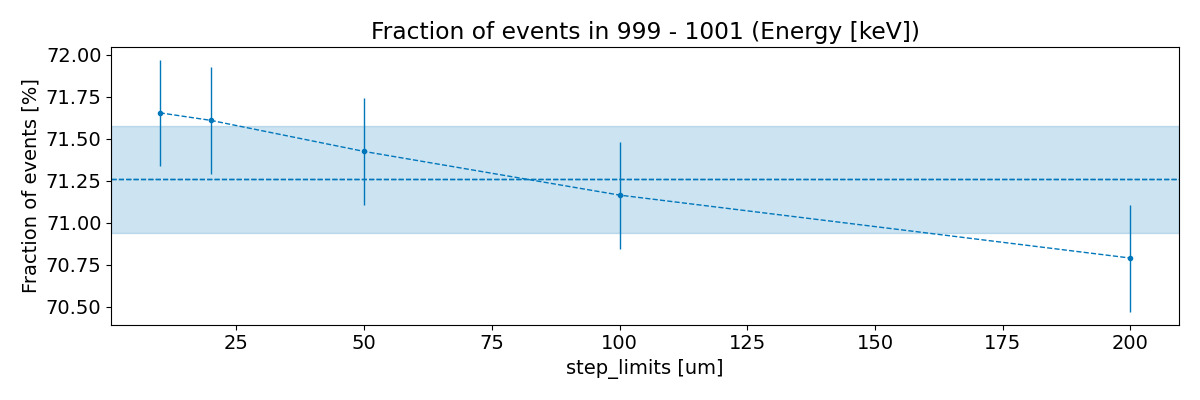 Fraction of events in 999 - 1001 (Energy [keV])
Fraction of events [%]
72.00
71.75
71.50
71.25
71.00
70.75
70.50
25 50 75 100 125 150 175 200
step_limits [um]